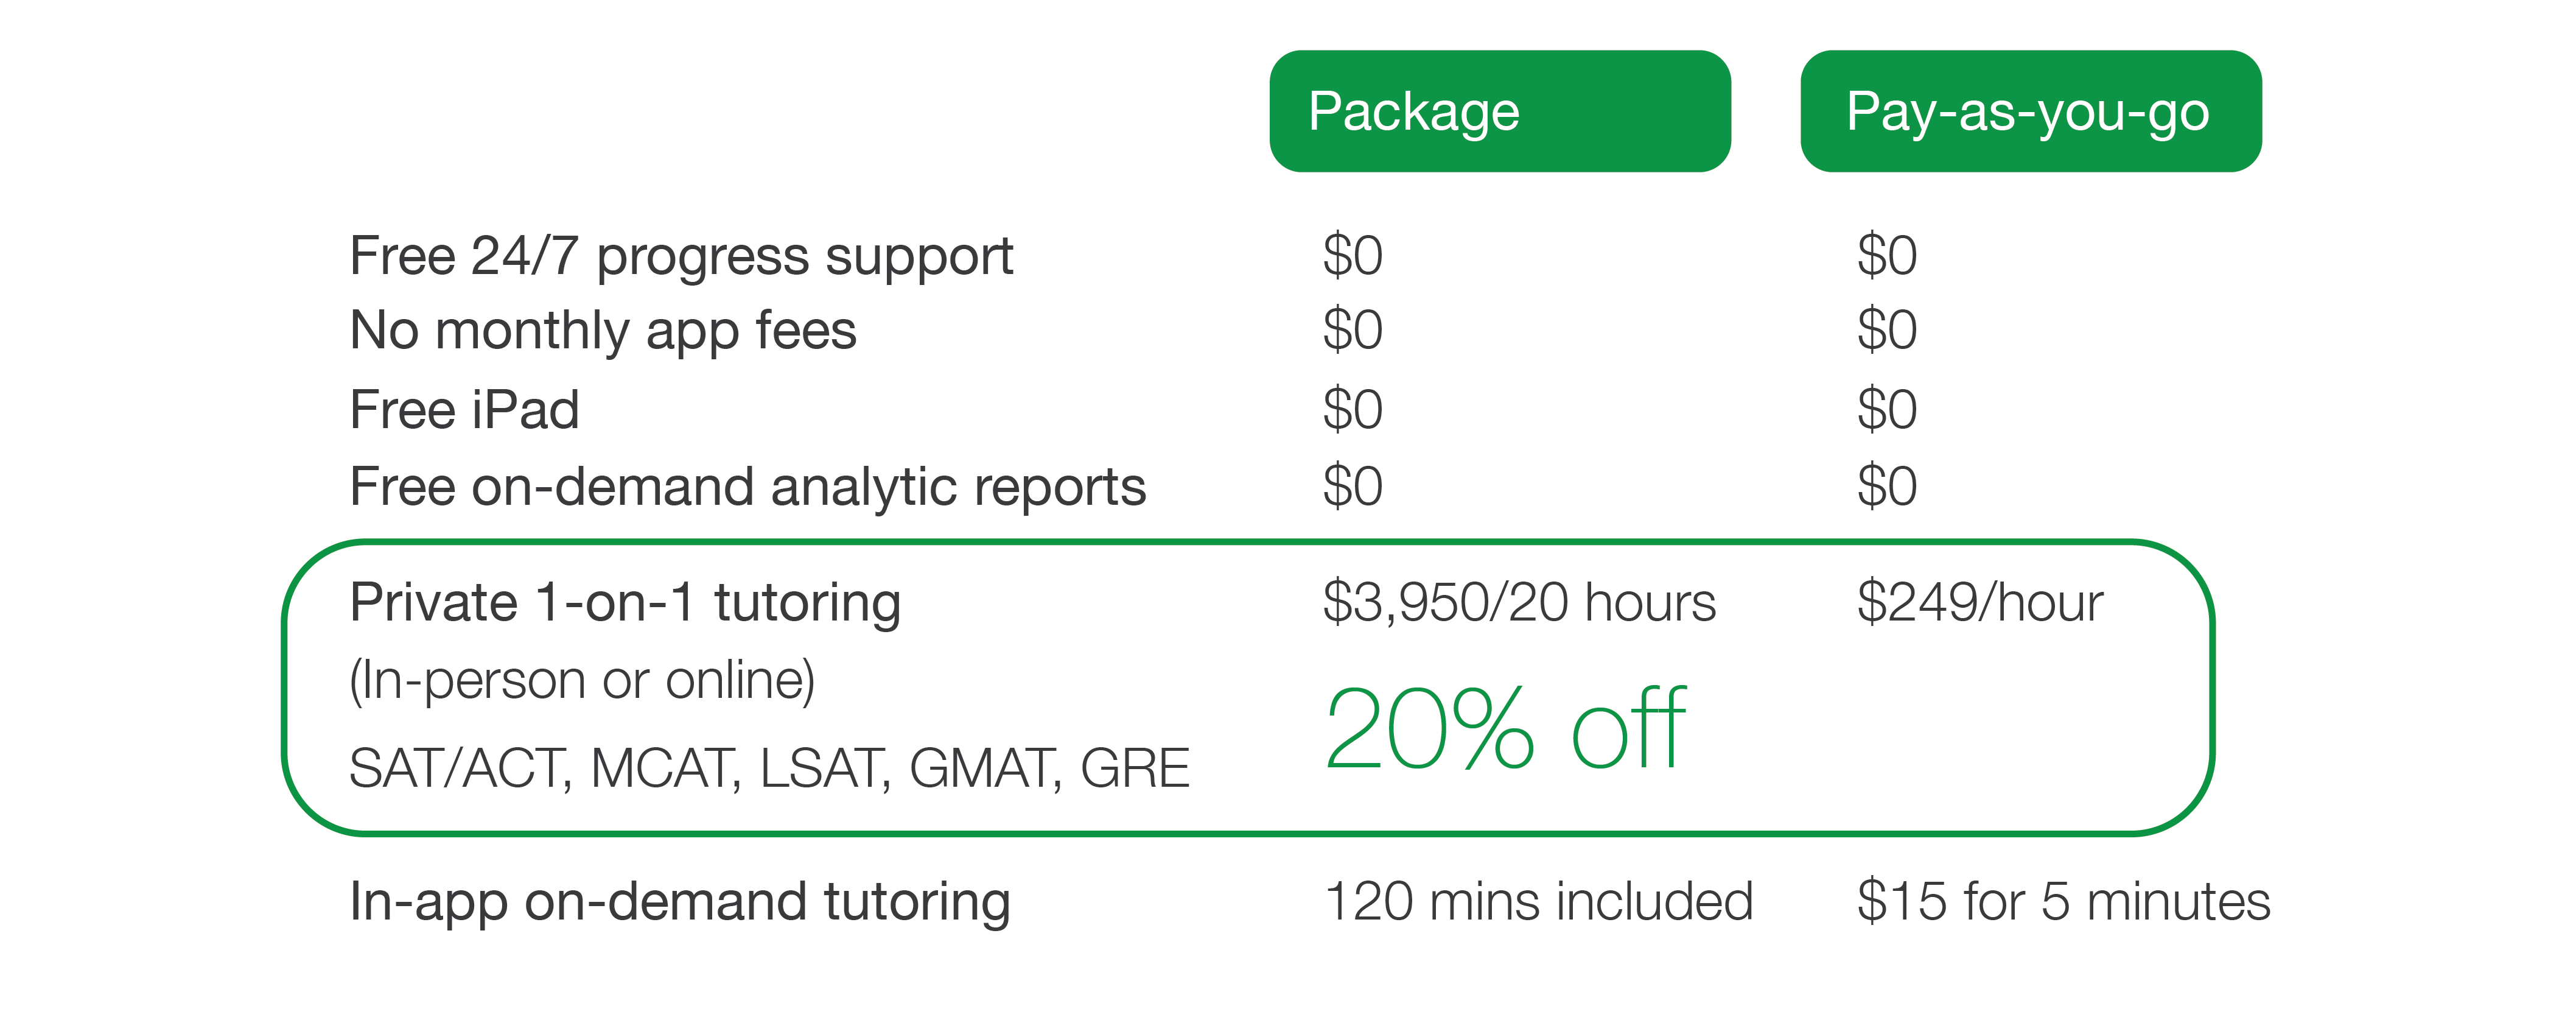 Package Pay-as-you-go
Free 24/7 progress support $0 $0
No monthly app fees $0 $0
Free iPad $0 $0
Free on-demand analytic reports $0 $0
Private 1-on-1 tutoring $3,950/20 hours $249/hour
(In-person or online)
20% off
SAT/ACT, MCAT, LSAT, GMAT, GRE
In-app on-demand tutoring 120 mins included $15 for 5 minutes